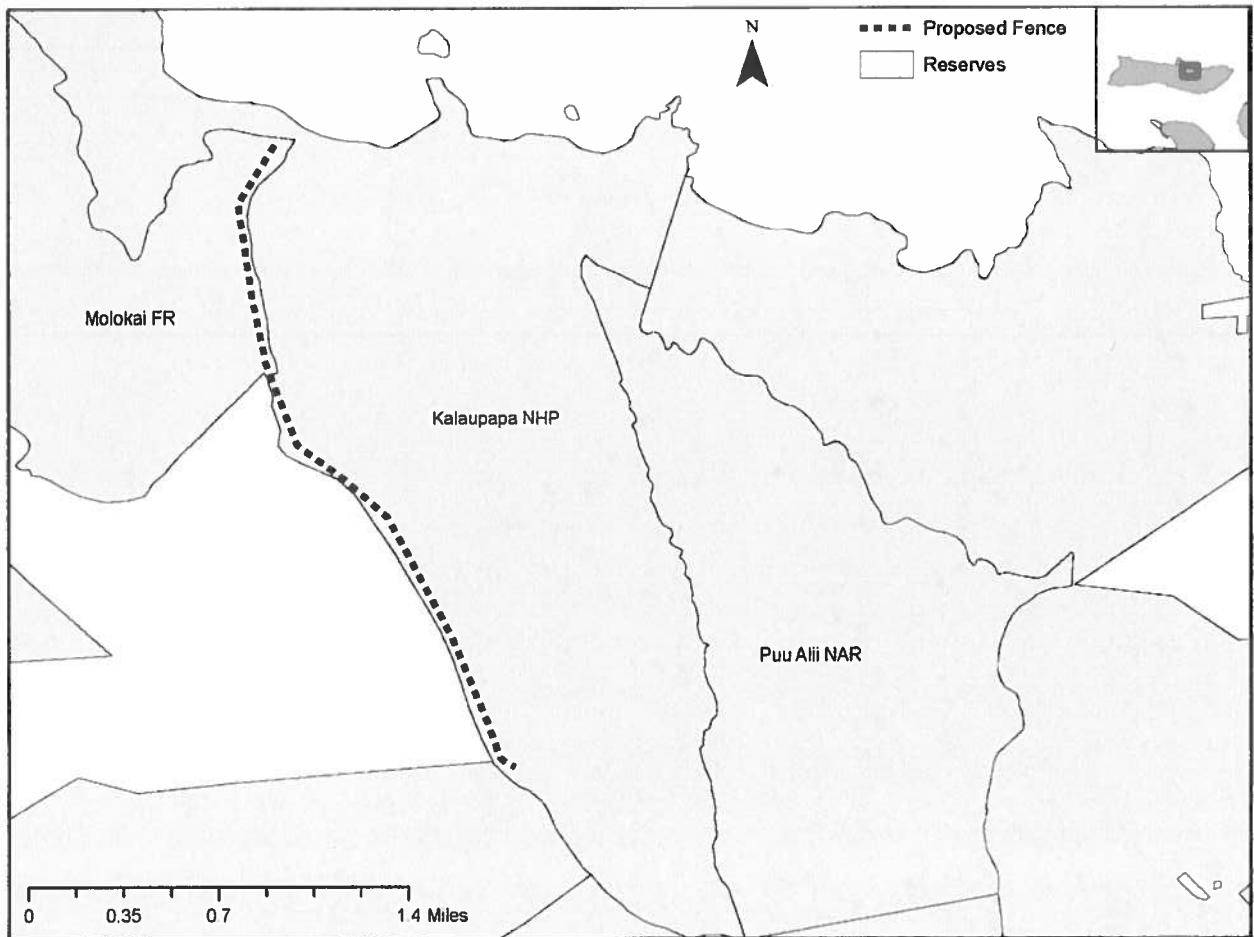 N
Proposed Fence
Reserves
Molokai FR
Kalaupapa NHP
Puu Alii NAR
0 0.35 0.7 1.4 Miles